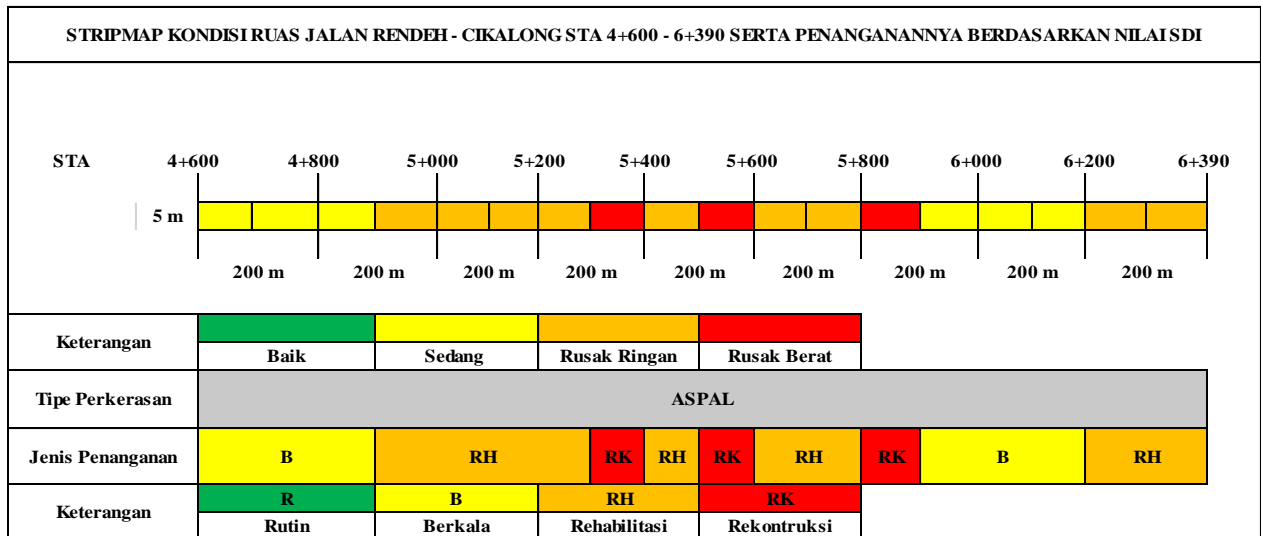 STRIPMAP KONDISI RUAS JALAN RENDEH - CIKALONG STA 4+600 - 6+390 SERTA PENANGANANNYA BERDASARKAN NILAI SDI
STA 4+600 4+800 5+000 5+200 5+400 5+600 5+800 6+000 6+200 6+390
5 m
200 m 200 m 200 m 200 m 200 m 200 m 200 m 200 m 200 m
Keterangan
Baik Sedang Rusak Ringan Rusak Berat
Tipe Perkerasan ASPAL
Jenis Penanganan B RH RK RH RK RH RK B RH
Keterangan
R B RH RK
Rutin Berkala Rehabilitasi Rekontruksi